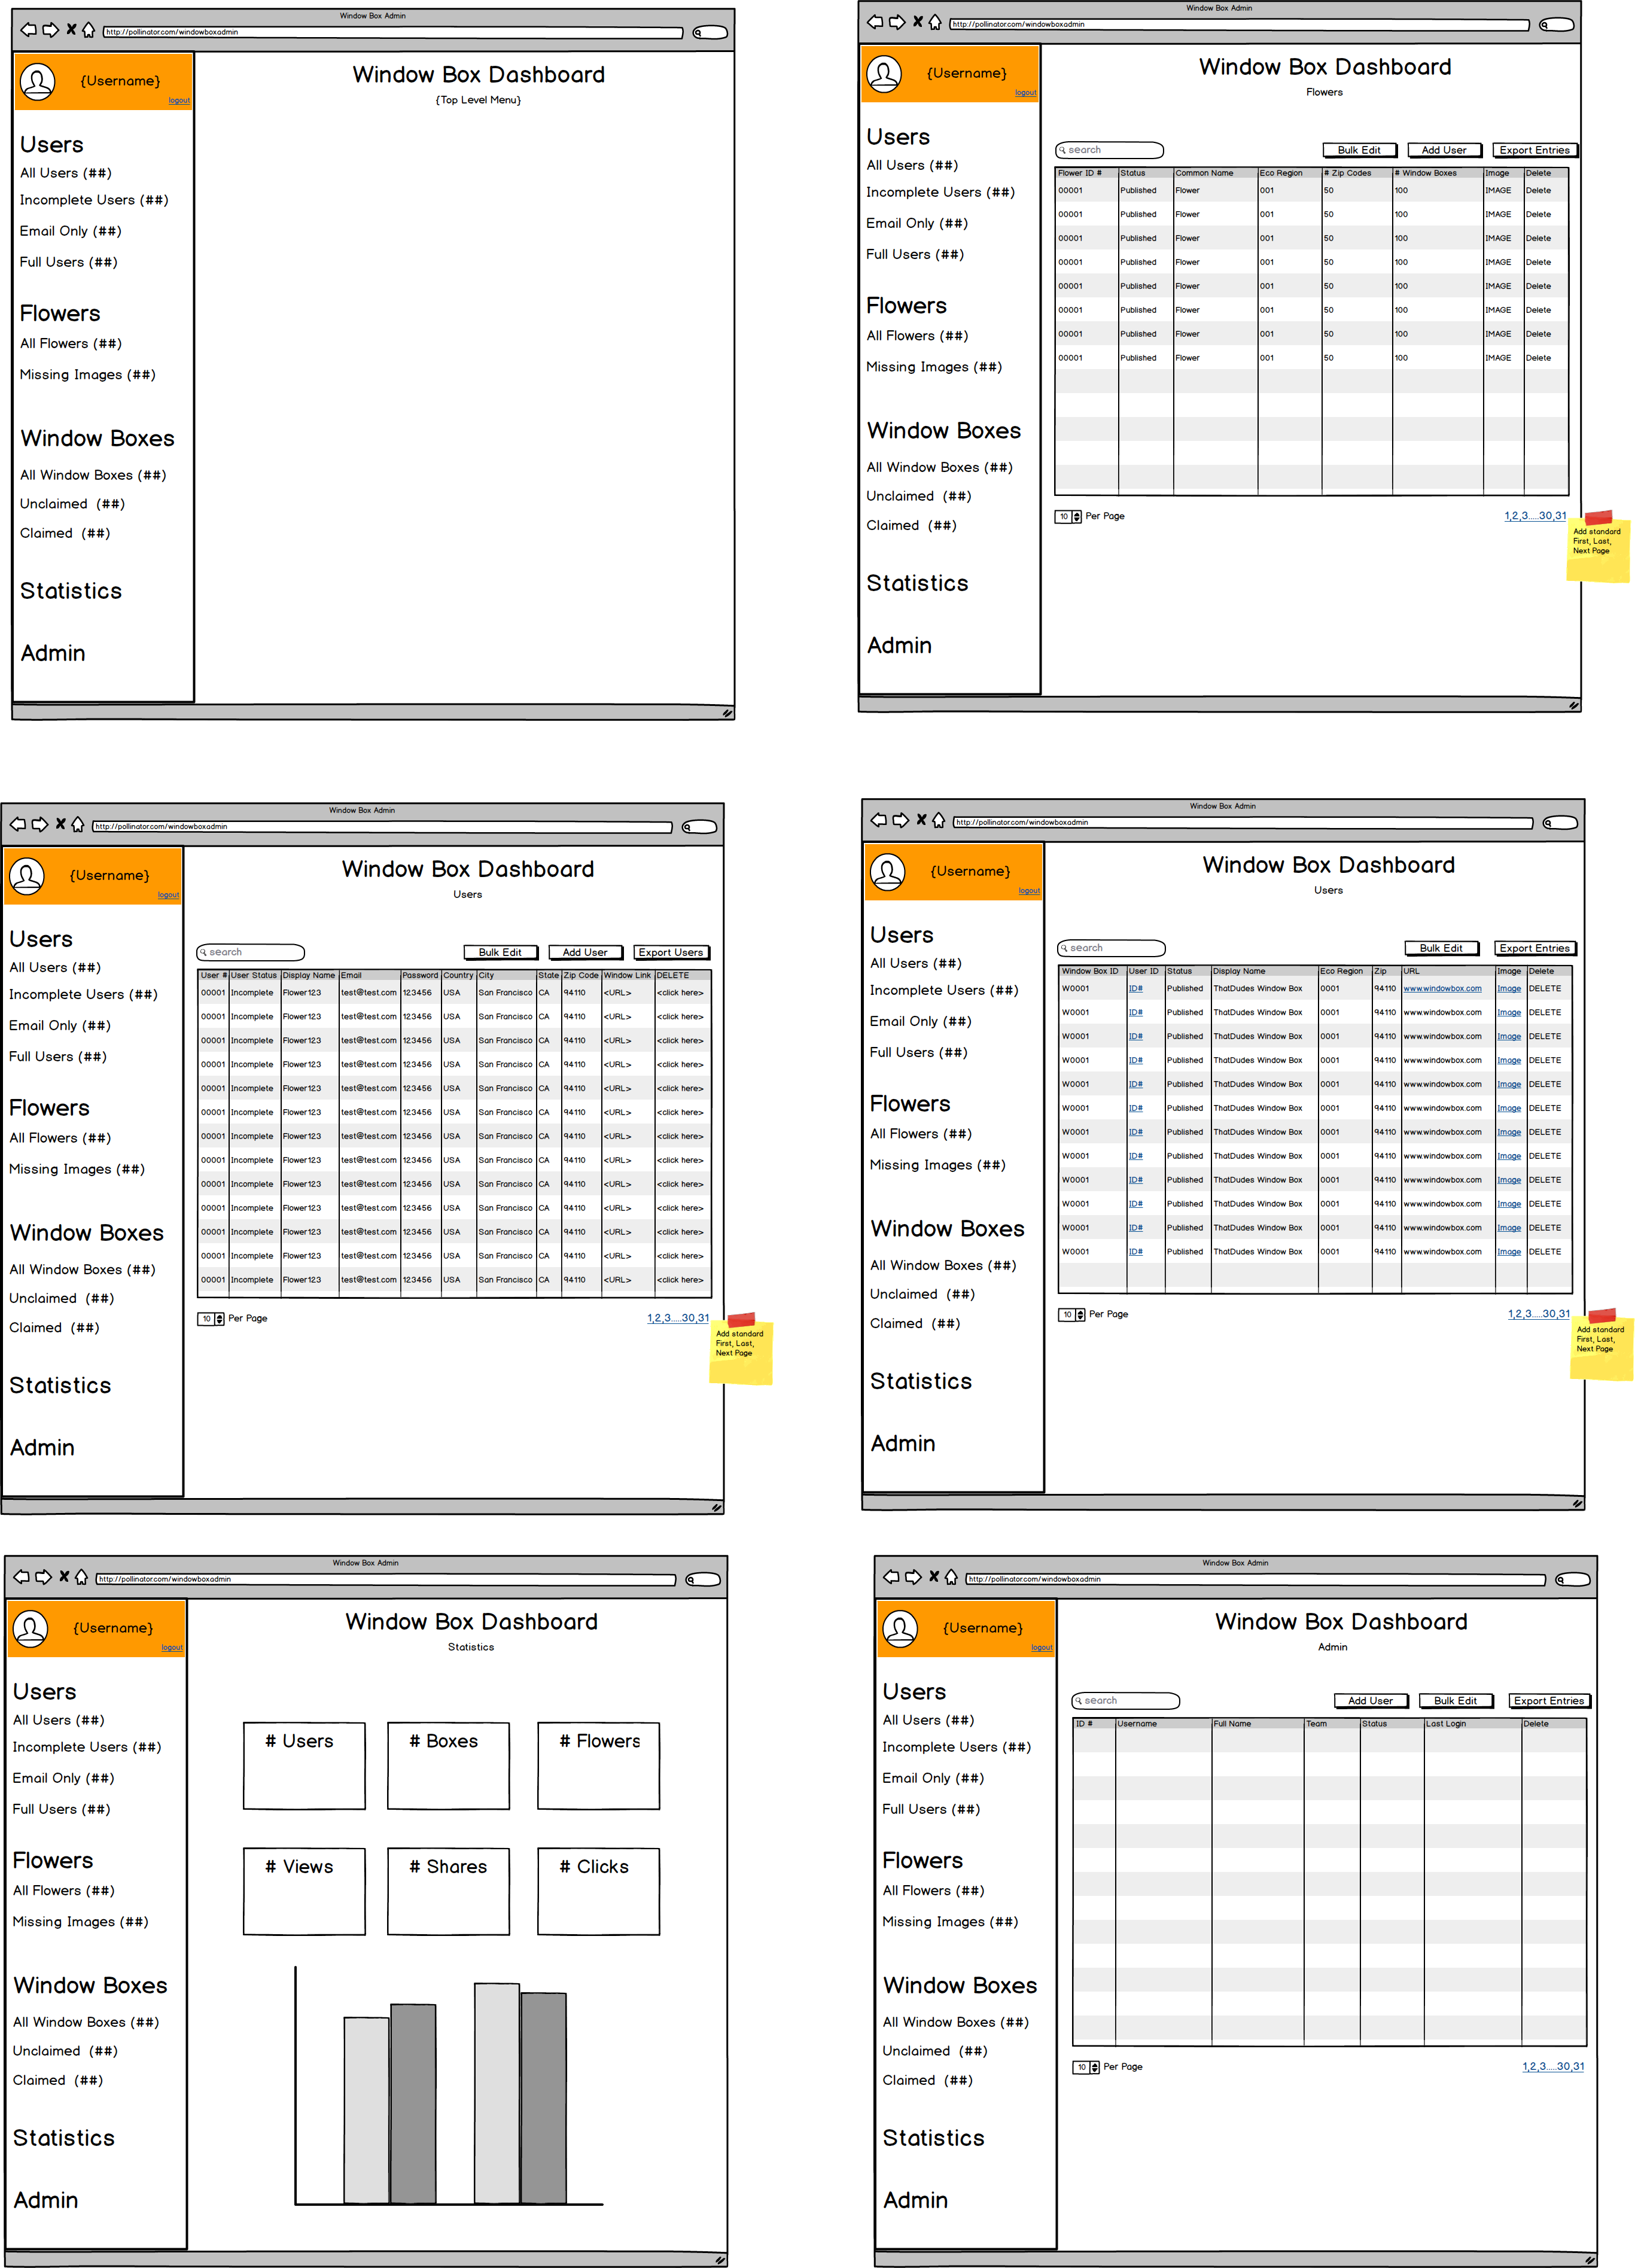 Window Box Admin
http://pollinator.com/windowboxadmin
{Username}
logout
Window Box Dashboard
{Top Level Menu}
Users
All Users (##)
Incomplete Users (##)
Email Only (##)
Full Users (##)
Flowers
All Flowers (##)
Missing Images (##)
Window Boxes
All Window Boxes (##)
Unclaimed (##)
Claimed (##)
Statistics
Admin
Window Box Admin
http://pollinator.com/windowboxadmin
{Username}
logout
Window Box Dashboard
Flowers
Users
All Users (##)
Incomplete Users (##)
Email Only (##)
Full Users (##)
Flowers
All Flowers (##)
Missing Images (##)
Window Boxes
All Window Boxes (##)
Unclaimed (##)
Claimed (##)
Statistics
Admin
search Bulk Edit Add User Export Entries
Flower ID # Status Common Name Eco Region # Zip Codes # Window Boxes Image Delete
00001 Published Flower 001 50 100 IMAGE Delete
00001 Published Flower 001 50 100 IMAGE Delete
00001 Published Flower 001 50 100 IMAGE Delete
00001 Published Flower 001 50 100 IMAGE Delete
00001 Published Flower 001 50 100 IMAGE Delete
00001 Published Flower 001 50 100 IMAGE Delete
00001 Published Flower 001 50 100 IMAGE Delete
00001 Published Flower 001 50 100 IMAGE Delete
10 Per Page 1,2,3.....30,31
Add standard
First, Last,
Next Page
Window Box Admin
http://pollinator.com/windowboxadmin
{Username}
logout
Window Box Dashboard
Users
Users
All Users (##)
Incomplete Users (##)
Email Only (##)
Full Users (##)
Flowers
All Flowers (##)
Missing Images (##)
Window Boxes
All Window Boxes (##)
Unclaimed (##)
Claimed (##)
Statistics
Admin
search Bulk Edit Add User Export Users
User # User Status Display Name Email Password Country City State Zip Code Window Link DELETE
00001 Incomplete Flower123 test@test.com 123456 USA San Francisco CA 94110 <URL> <click here>
00001 Incomplete Flower123 test@test.com 123456 USA San Francisco CA 94110 <URL> <click here>
00001 Incomplete Flower123 test@test.com 123456 USA San Francisco CA 94110 <URL> <click here>
00001 Incomplete Flower123 test@test.com 123456 USA San Francisco CA 94110 <URL> <click here>
00001 Incomplete Flower123 test@test.com 123456 USA San Francisco CA 94110 <URL> <click here>
00001 Incomplete Flower123 test@test.com 123456 USA San Francisco CA 94110 <URL> <click here>
00001 Incomplete Flower123 test@test.com 123456 USA San Francisco CA 94110 <URL> <click here>
00001 Incomplete Flower123 test@test.com 123456 USA San Francisco CA 94110 <URL> <click here>
00001 Incomplete Flower123 test@test.com 123456 USA San Francisco CA 94110 <URL> <click here>
00001 Incomplete Flower123 test@test.com 123456 USA San Francisco CA 94110 <URL> <click here>
00001 Incomplete Flower123 test@test.com 123456 USA San Francisco CA 94110 <URL> <click here>
00001 Incomplete Flower123 test@test.com 123456 USA San Francisco CA 94110 <URL> <click here>
00001 Incomplete Flower123 test@test.com 123456 USA San Francisco CA 94110 <URL> <click here>
10 Per Page 1,2,3.....30,31
Add standard
First, Last,
Next Page
Window Box Admin
http://pollinator.com/windowboxadmin
{Username}
logout
Window Box Dashboard
Users
Users
All Users (##)
Incomplete Users (##)
Email Only (##)
Full Users (##)
Flowers
All Flowers (##)
Missing Images (##)
Window Boxes
All Window Boxes (##)
Unclaimed (##)
Claimed (##)
Statistics
Admin
search Bulk Edit Export Entries
Window Box ID User ID Status Display Name Eco Region Zip URL Image Delete
W0001 ID# Published ThatDudes Window Box 0001 94110 www.windowbox.com Image DELETE
W0001 ID# Published ThatDudes Window Box 0001 94110 www.windowbox.com Image DELETE
W0001 ID# Published ThatDudes Window Box 0001 94110 www.windowbox.com Image DELETE
W0001 ID# Published ThatDudes Window Box 0001 94110 www.windowbox.com Image DELETE
W0001 ID# Published ThatDudes Window Box 0001 94110 www.windowbox.com Image DELETE
W0001 ID# Published ThatDudes Window Box 0001 94110 www.windowbox.com Image DELETE
W0001 ID# Published ThatDudes Window Box 0001 94110 www.windowbox.com Image DELETE
W0001 ID# Published ThatDudes Window Box 0001 94110 www.windowbox.com Image DELETE
W0001 ID# Published ThatDudes Window Box 0001 94110 www.windowbox.com Image DELETE
W0001 ID# Published ThatDudes Window Box 0001 94110 www.windowbox.com Image DELETE
W0001 ID# Published ThatDudes Window Box 0001 94110 www.windowbox.com Image DELETE
W0001 ID# Published ThatDudes Window Box 0001 94110 www.windowbox.com Image DELETE
10 Per Page 1,2,3.....30,31
Add standard
First, Last,
Next Page
Window Box Admin
http://pollinator.com/windowboxadmin
{Username}
logout
Window Box Dashboard
Statistics
Users
All Users (##)
Incomplete Users (##)
Email Only (##)
Full Users (##)
Flowers
All Flowers (##)
Missing Images (##)
Window Boxes
All Window Boxes (##)
Unclaimed (##)
Claimed (##)
Statistics
Admin
# Users # Boxes # Flowers
# Views # Shares # Clicks
Window Box Admin
http://pollinator.com/windowboxadmin
{Username}
logout
Window Box Dashboard
Admin
Users
All Users (##)
Incomplete Users (##)
Email Only (##)
Full Users (##)
Flowers
All Flowers (##)
Missing Images (##)
Window Boxes
All Window Boxes (##)
Unclaimed (##)
Claimed (##)
Statistics
Admin
search Add User Bulk Edit Export Entries
ID # Username Full Name Team Status Last Login Delete
10 Per Page 1,2,3.....30,31